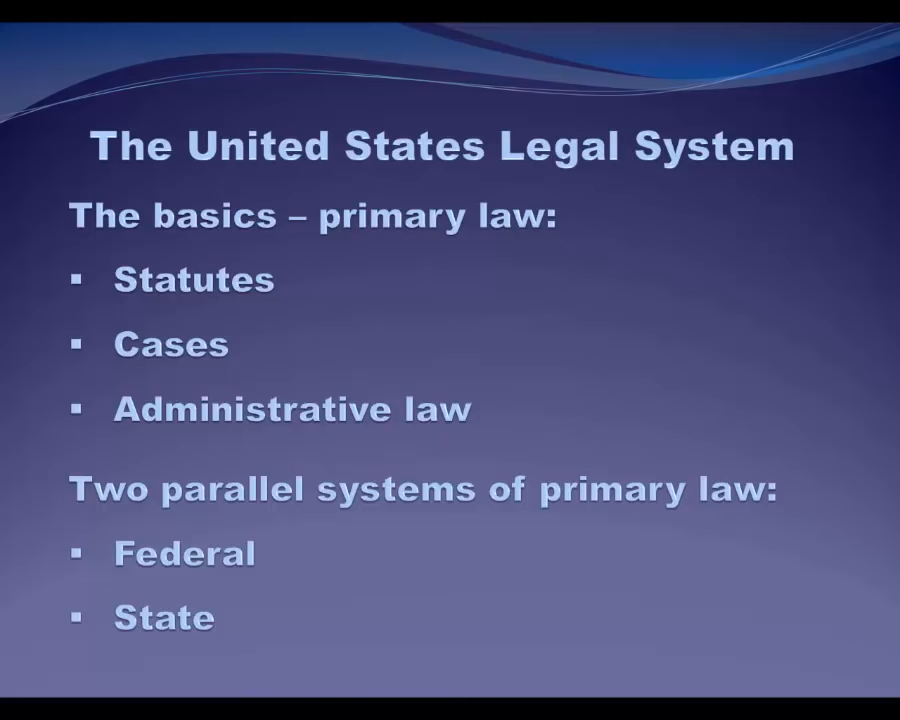 The United States Legal System
The basics – primary law:
▪ Statutes
▪ Cases
▪ Administrative law
Two parallel systems of primary law:
▪ Federal
▪ State